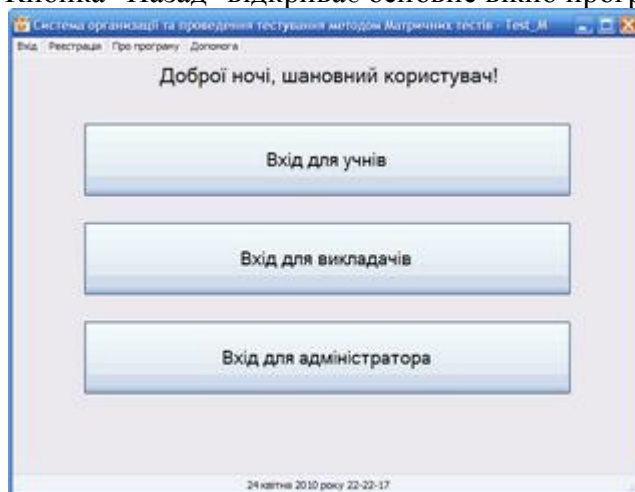 Кнопка "Назад" відкриває основне вікно прогр
Система організації та проведення тестування методом Матричних тестів - Test_M
Вхід Реєстрація Про програму Допомога
Доброї ночі, шановний користувач!
Вхід для учнів
Вхід для викладачів
Вхід для адміністратора
24 квітня 2010 року 22-22-17